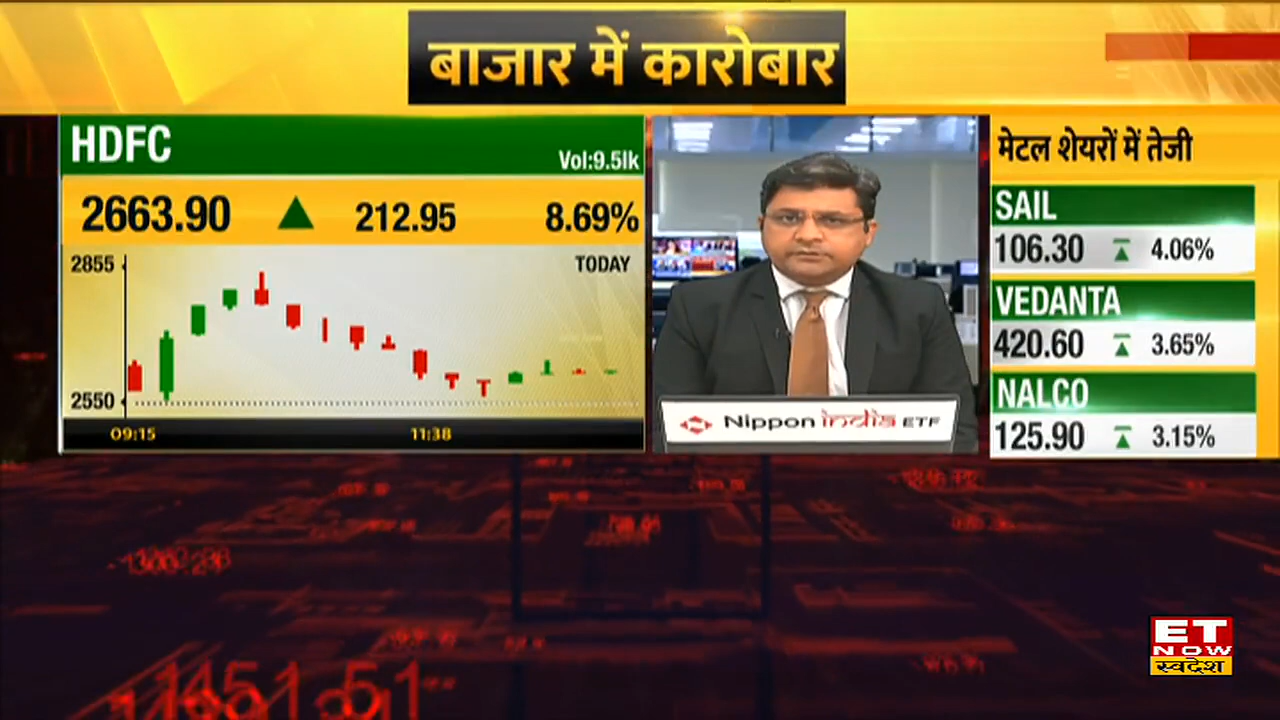 बाजार में कारोबार
HDFC
Vol:9.5lk
2663.90 ▲ 212.95 8.69%
2855
TODAY
2550
09:15 11:38
Nippon india ETF
मेटल शेयरों में तेजी
SAIL
106.30 4.06%
VEDANTA
420.60 3.65%
NALCO
125.90 3.15%
1451.51
ET
NOW
स्वदेश